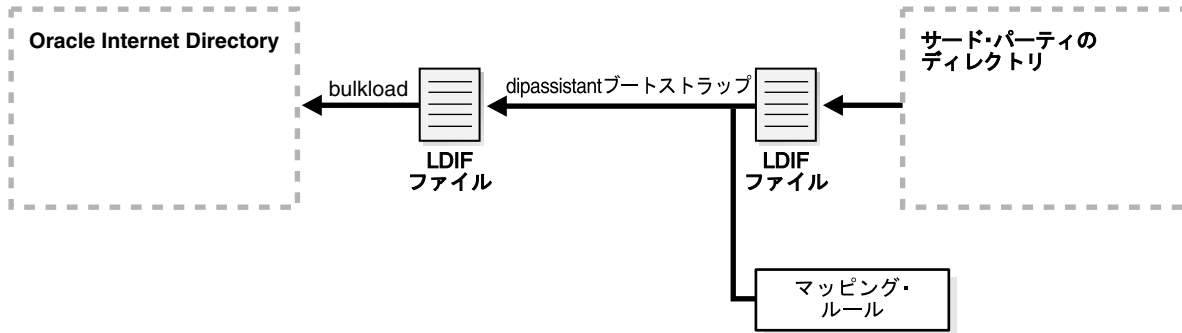 Oracle Internet Directory
bulkload
LDIF
ファイル
dipassistantブートストラップ
LDIF
ファイル
サード・パーティの
ディレクトリ
マッピング・
ルール